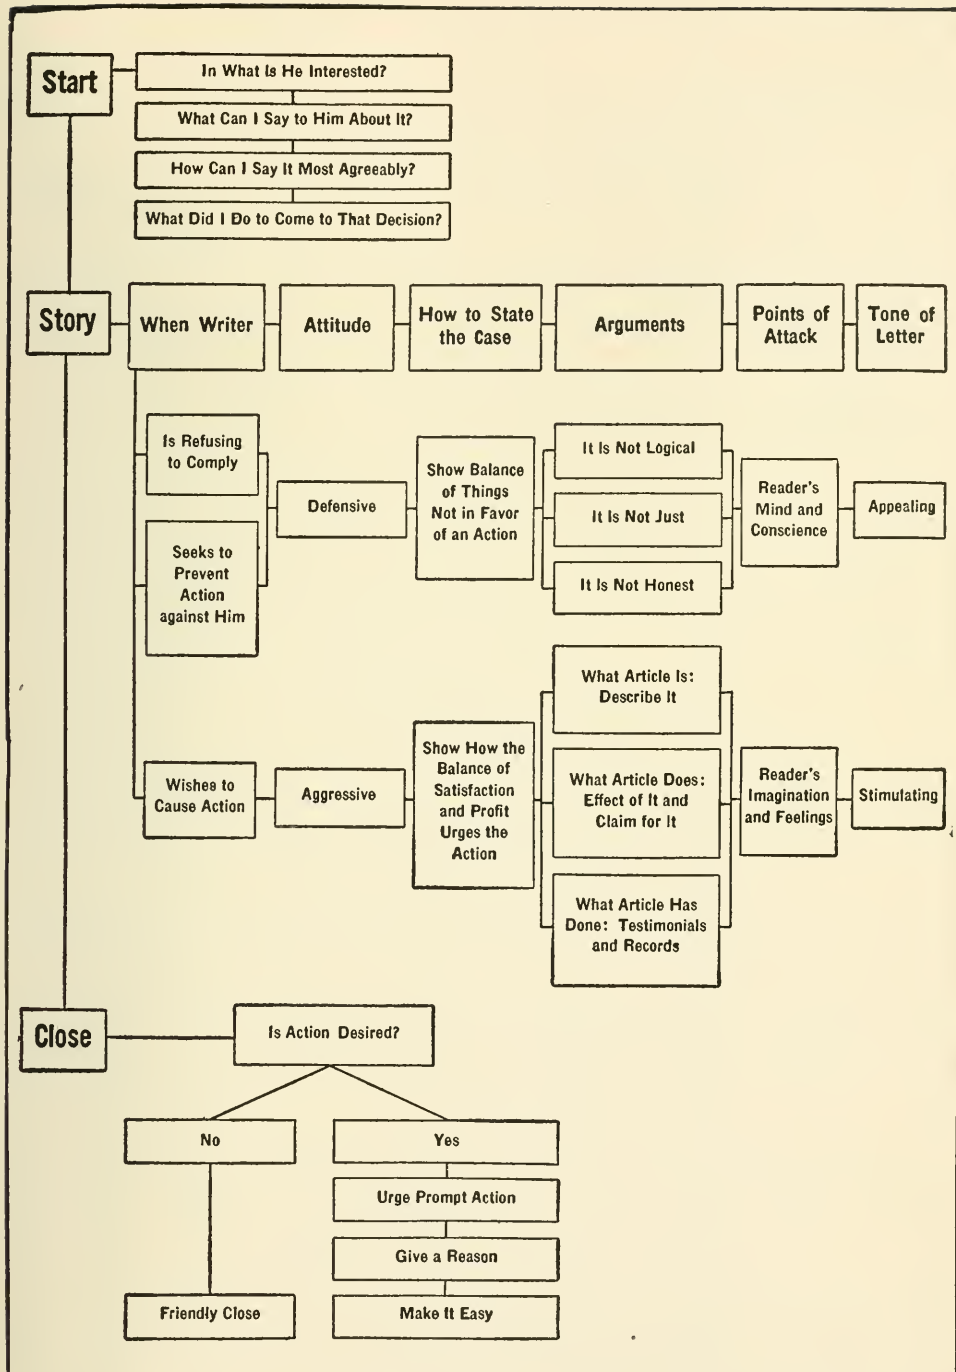 Start
In What Is He Interested?
What Can I Say to Him About It?
How Can I Say It Most Agreeably?
What Did I Do to Come to That Decision?
Story
When Writer
Attitude
How to State
the Case
Arguments
Points of
Attack
Tone of
Letter
Is Refusing
to Comply
Seeks to
Prevent
Action
against Him
Defensive
Show Balance
of Things
Not in Favor
of an Action
It Is Not Logical
It Is Not Just
It Is Not Honest
Reader's
Mind and
Conscience
Appealing
Wishes to
Cause Action
Aggressive
Show How the
Balance of
Satisfaction
and Profit
Urges the
Action
What Article Is:
Describe It
What Article Does:
Effect of It and
Claim for It
What Article Has
Done: Testimonials
and Records
Reader's
Imagination
and Feelings
Stimulating
Close
Is Action Desired?
No
Friendly Close
Yes
Urge Prompt Action
Give a Reason
Make It Easy